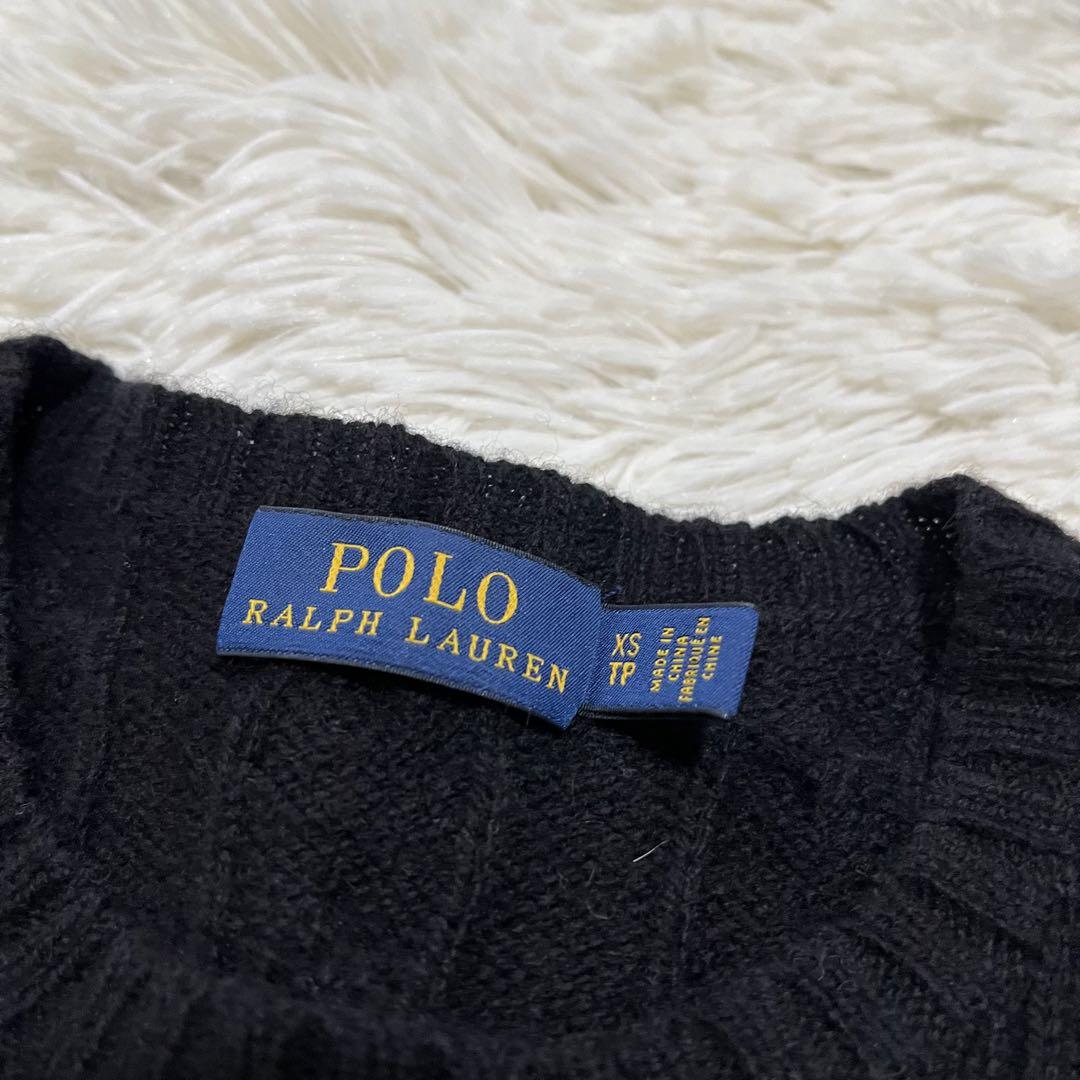 POLO
RALPH LAUREN
XS
TP
MADE IN
CHINA
FABRIQUÉ EN
CHINE